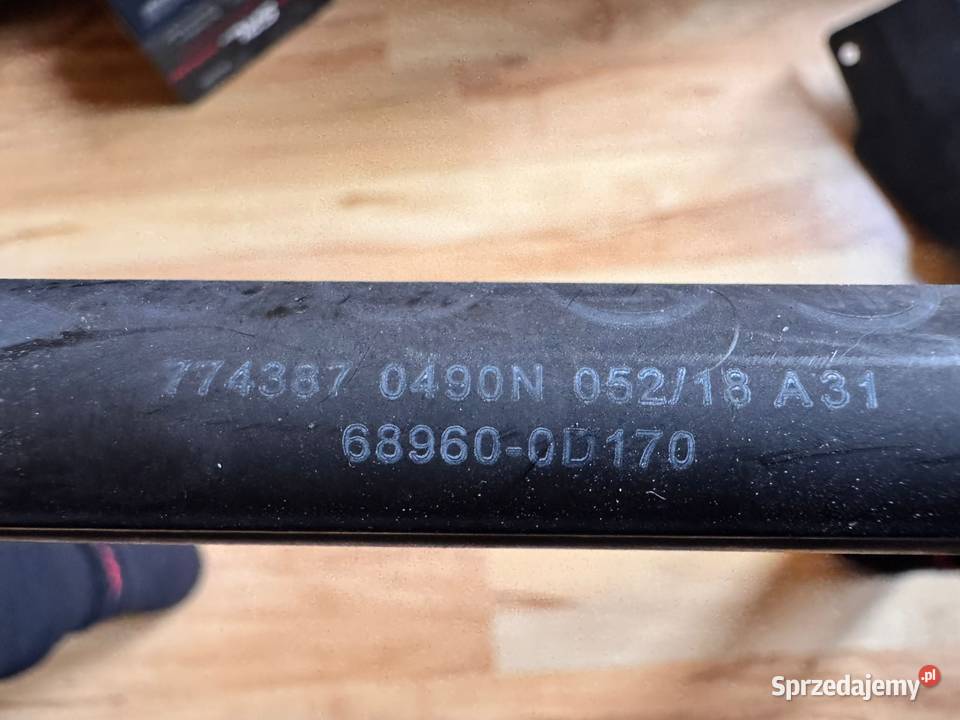 774387 0490N 052/18 A31
68960-0D170
Sprzedajemy.pl